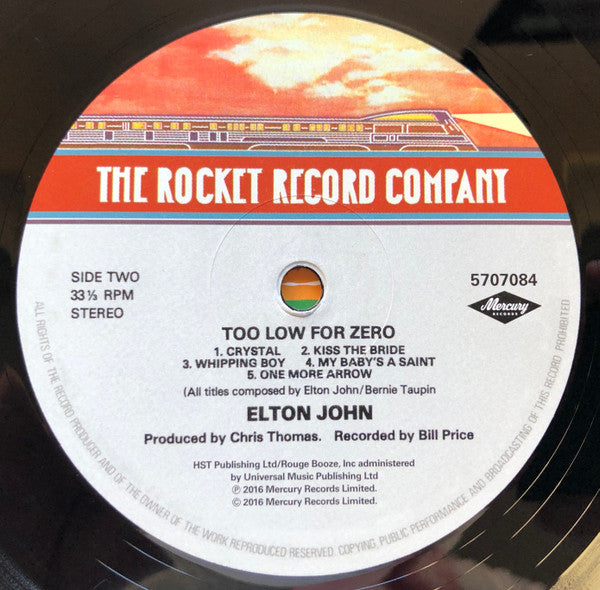 THE ROCKET RECORD COMPANY
SIDE TWO
33⅓ RPM
STEREO
5707084
Mercury
RECORDS
TOO LOW FOR ZERO
1. CRYSTAL 2. KISS THE BRIDE
3. WHIPPING BOY 4. MY BABY'S A SAINT
5. ONE MORE ARROW
(All titles composed by Elton John/Bernie Taupin
ELTON JOHN
Produced by Chris Thomas. Recorded by Bill Price
HST Publishing Ltd/Rouge Booze, Inc administered
by Universal Music Publishing Ltd
℗ 2016 Mercury Records Limited.
© 2016 Mercury Records Limited.
ALL RIGHTS OF THE RECORD PRODUCER AND OF THE OWNER OF THE WORK REPRODUCED RESERVED. COPYING, PUBLIC PERFORMANCE AND BROADCASTING OF THIS RECORD PROHIBITED